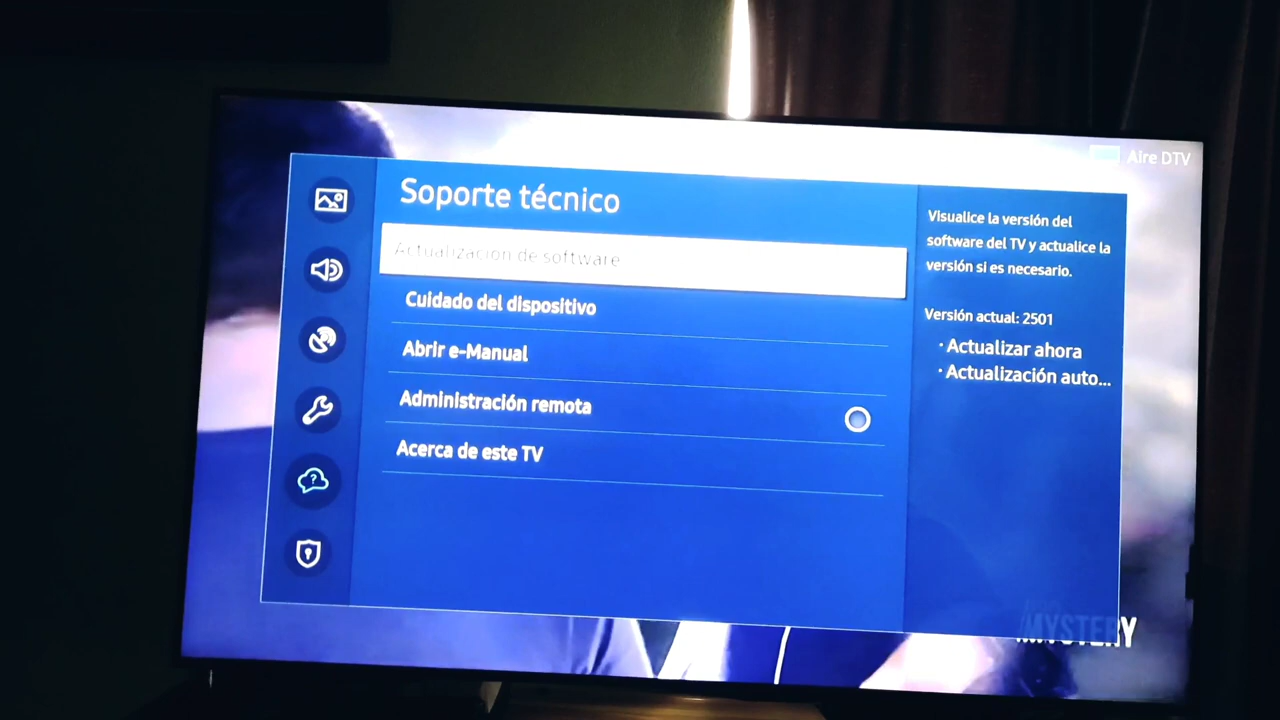 Aire DTV
Soporte técnico
Actualización de software
Cuidado del dispositivo
Abrir e-Manual
Administración remota
Acerca de este TV
Visualice la versión del
software del TV y actualice la
versión si es necesario.
Versión actual: 2501
· Actualizar ahora
· Actualización auto...
MYSTERY